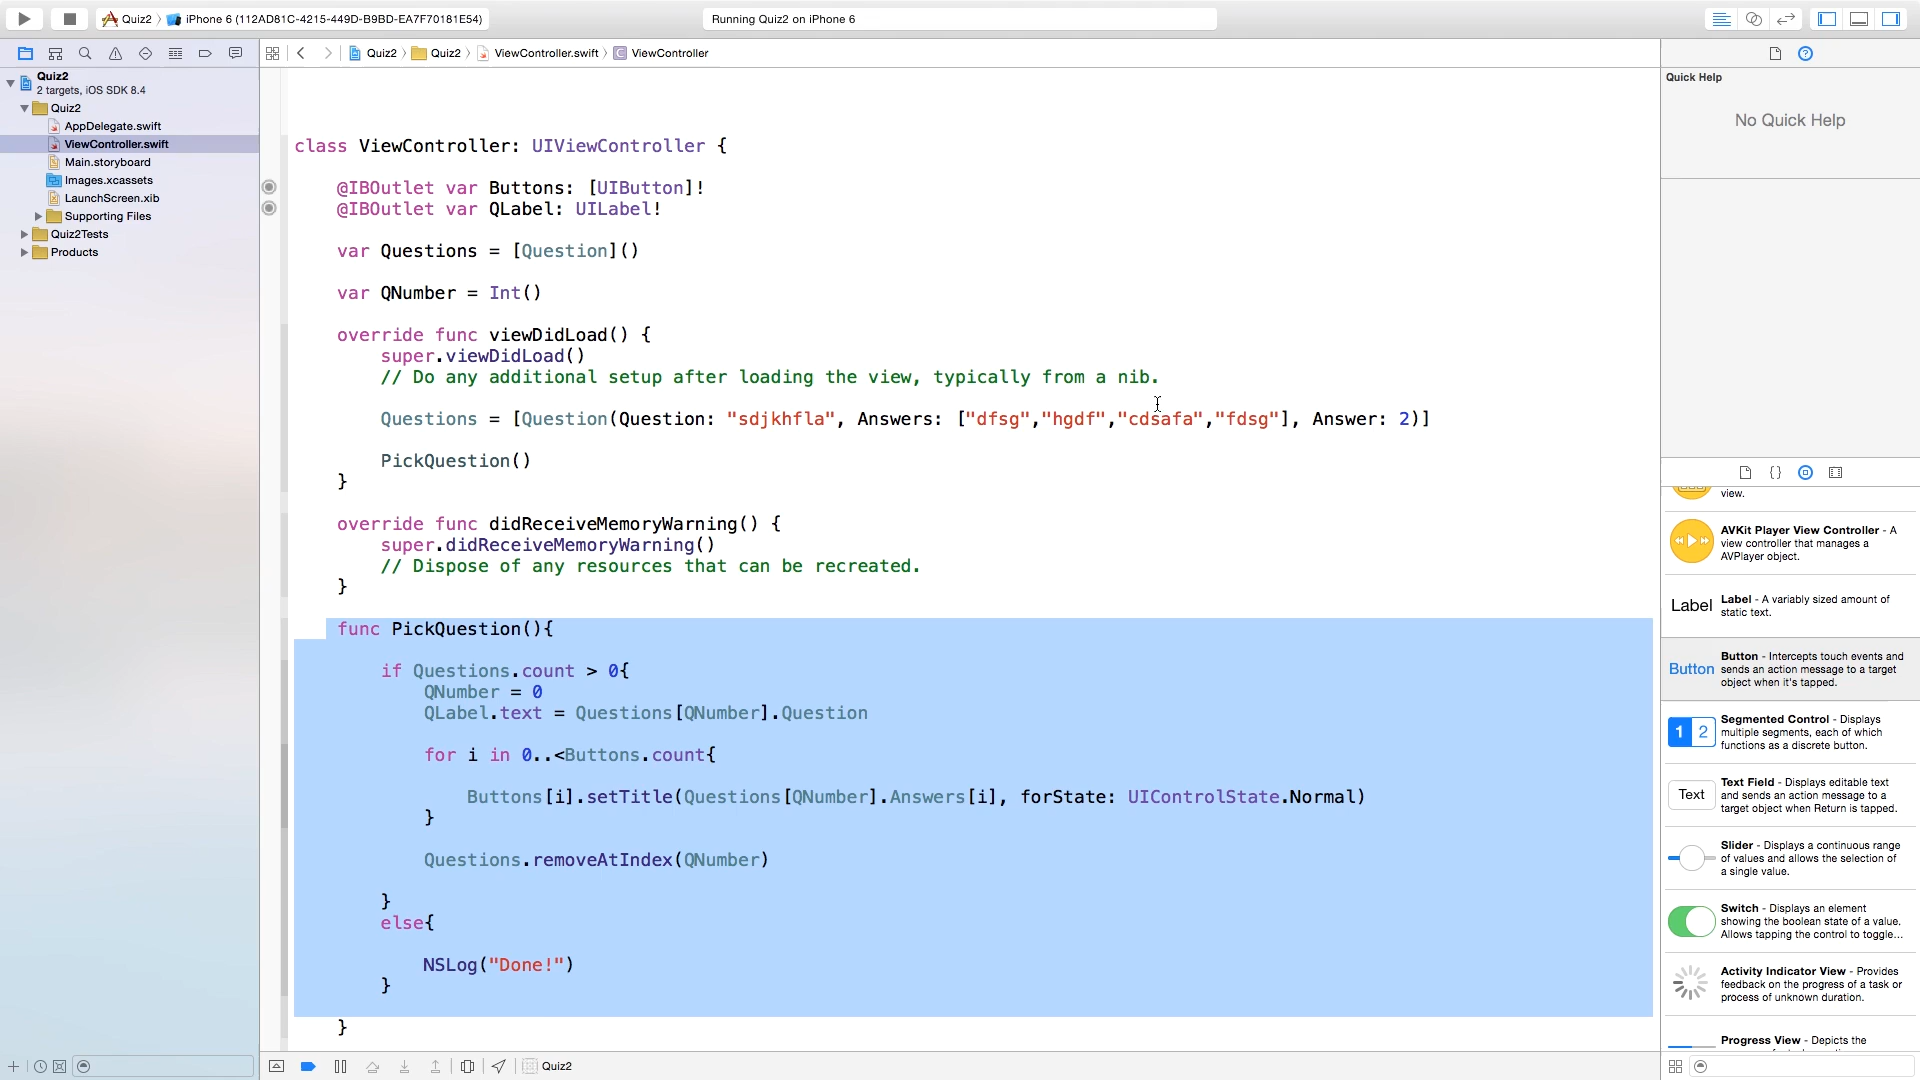 Quiz2 〉 iPhone 6 (112AD81C-4215-449D-B9BD-EA7F70181E54)
Running Quiz2 on iPhone 6
Quiz2 〉 Quiz2 〉 ViewController.swift 〉 C ViewController
Quiz2
2 targets, iOS SDK 8.4
Quiz2
AppDelegate.swift
ViewController.swift
Main.storyboard
Images.xcassets
LaunchScreen.xib
Supporting Files
Quiz2Tests
Products
class ViewController: UIViewController {
@IBOutlet var Buttons: [UIButton]!
@IBOutlet var QLabel: UILabel!
var Questions = [Question]()
var QNumber = Int()
override func viewDidLoad() {
super.viewDidLoad()
// Do any additional setup after loading the view, typically from a nib.
Questions = [Question(Question: "sdjkhfla", Answers: ["dfsg","hgdf","cdsafa","fdsg"], Answer: 2)]
PickQuestion()
}
override func didReceiveMemoryWarning() {
super.didReceiveMemoryWarning()
// Dispose of any resources that can be recreated.
}
func PickQuestion(){
if Questions.count > 0{
QNumber = 0
QLabel.text = Questions[QNumber].Question
for i in 0..<Buttons.count{
Buttons[i].setTitle(Questions[QNumber].Answers[i], forState: UIControlState.Normal)
}
Questions.removeAtIndex(QNumber)
}
else{
NSLog("Done!")
}
}
Quiz2
Quick Help
No Quick Help
{}
view.
AVKit Player View Controller - A
view controller that manages a
AVPlayer object.
Label
Label - A variably sized amount of
static text.
Button
Button - Intercepts touch events and
sends an action message to a target
object when it's tapped.
1 2
Segmented Control - Displays
multiple segments, each of which
functions as a discrete button.
Text
Text Field - Displays editable text
and sends an action message to a
target object when Return is tapped.
Slider - Displays a continuous range
of values and allows the selection of
a single value.
Switch - Displays an element
showing the boolean state of a value.
Allows tapping the control to toggle...
Activity Indicator View - Provides
feedback on the progress of a task or
process of unknown duration.
Progress View - Depicts the